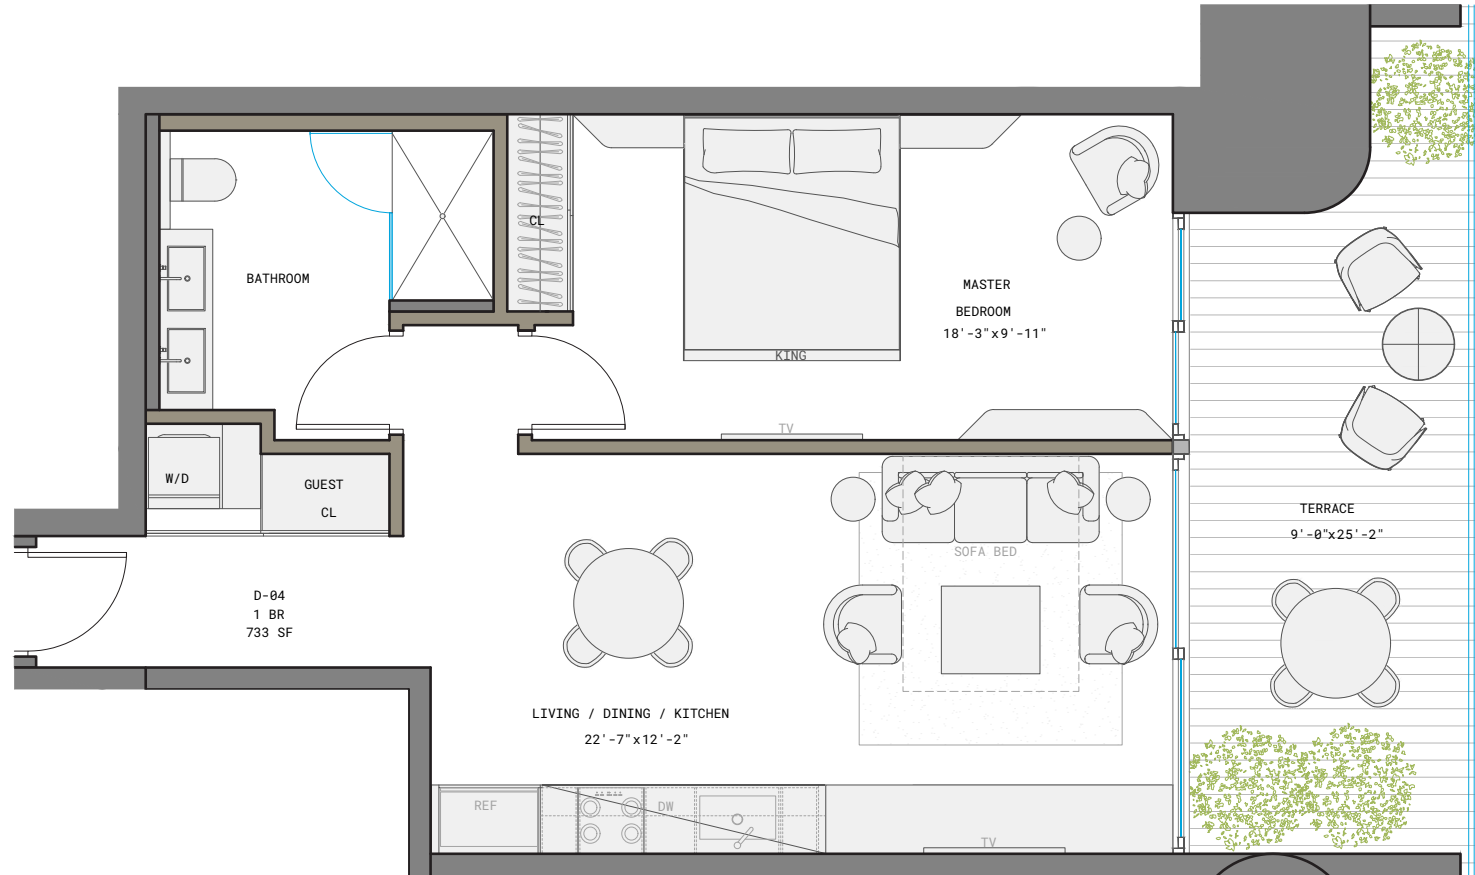 CL
BATHROOM
MASTER
BEDROOM
18'-3"x9'-11"
KING
TV
W/D
GUEST
CL
TERRACE
9'-0"x25'-2"
SOFA BED
D-04
1 BR
733 SF
LIVING / DINING / KITCHEN
22'-7"x12'-2"
REF
DW
TV